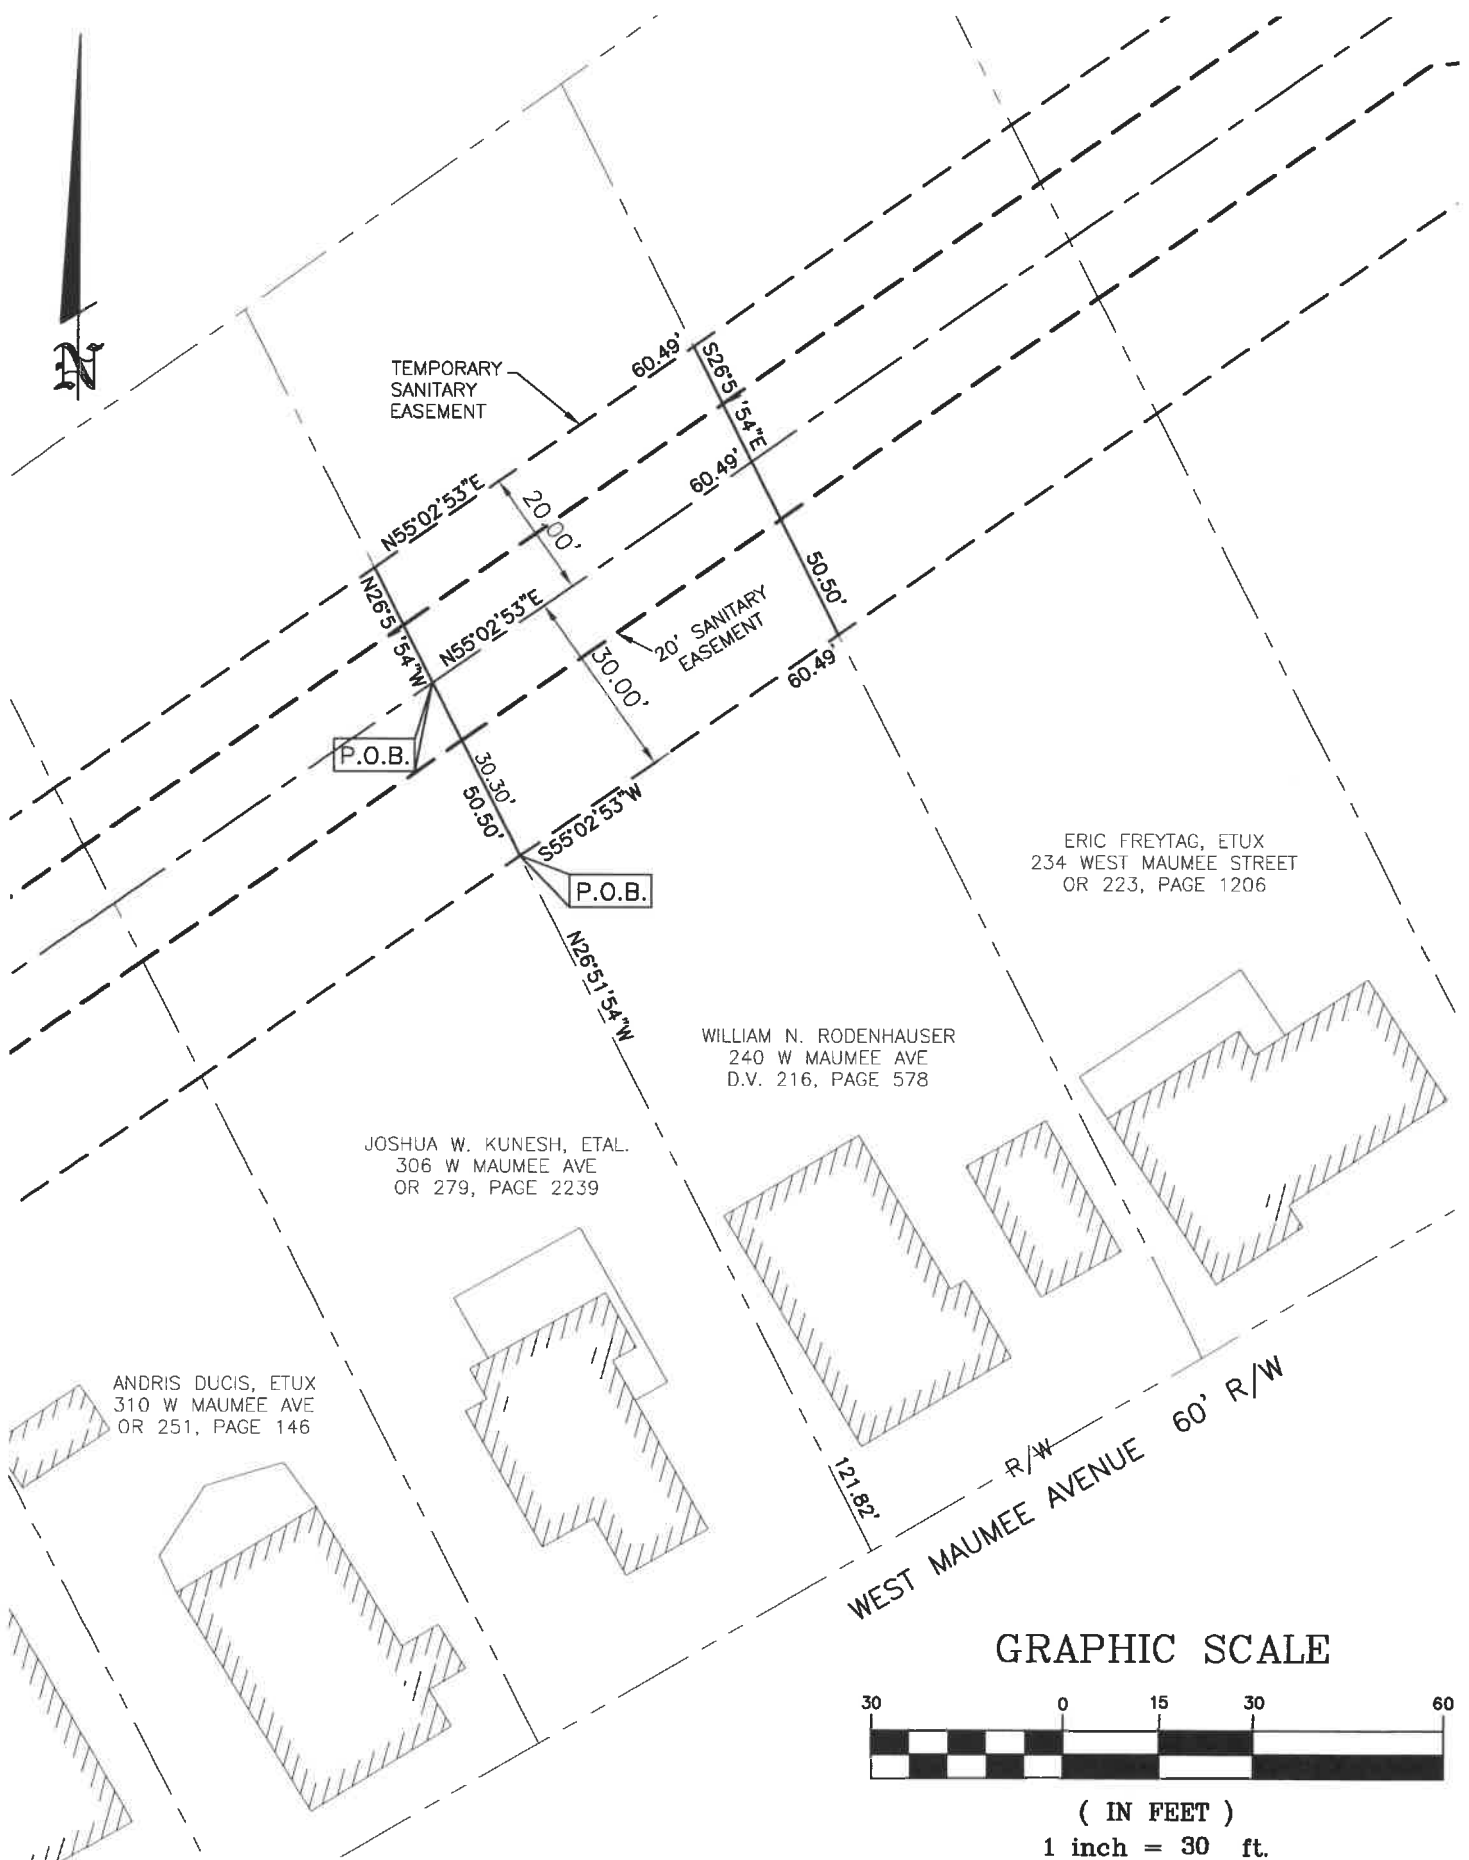 N
TEMPORARY
SANITARY
EASEMENT
60.49'
S26°5 '54"E
N55°02'53"E
20.00'
60.49'
N26°5 '54"W
N55°02'53"E
50.50'
20' SANITARY
EASEMENT
30.00'
60.49'
P.O.B.
30.30'
50.50'
S55°02'53"W
P.O.B.
ERIC FREYTAG, ETUX
234 WEST MAUMEE STREET
OR 223, PAGE 1206
N26°51'54"W
WILLIAM N. RODENHAUSER
240 W MAUMEE AVE
D.V. 216, PAGE 578
JOSHUA W. KUNESH, ETAL.
306 W MAUMEE AVE
OR 279, PAGE 2239
ANDRIS DUCIS, ETUX
310 W MAUMEE AVE
OR 251, PAGE 146
121.82'
R/W
WEST MAUMEE AVENUE 60' R/W
GRAPHIC SCALE
30 0 15 30 60
( IN FEET )
1 inch = 30 ft.